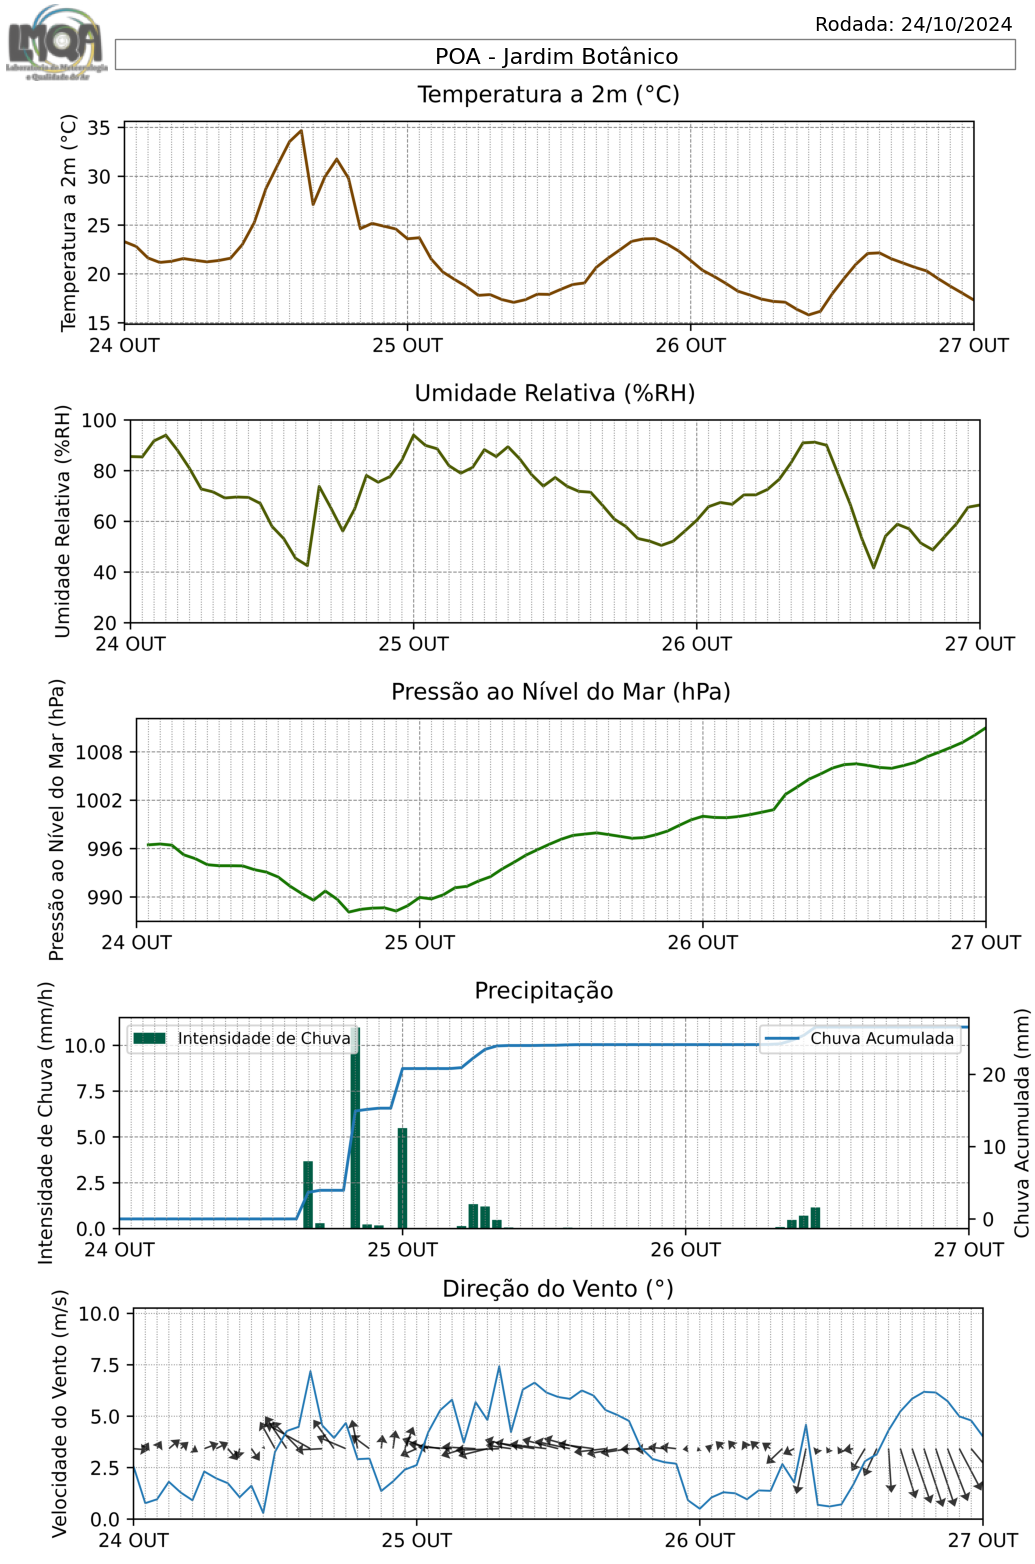 LMQA
Laboratório de Meteorologia
e Qualidade do Ar
Rodada: 24/10/2024
POA - Jardim Botânico
Temperatura a 2m (°C)
Temperatura a 2m (°C)
35
30
25
20
15
24 OUT 25 OUT 26 OUT 27 OUT
Umidade Relativa (%RH)
Umidade Relativa (%RH)
100
80
60
40
20
24 OUT 25 OUT 26 OUT 27 OUT
Pressão ao Nível do Mar (hPa)
Pressão ao Nível do Mar (hPa)
1008
1002
996
990
24 OUT 25 OUT 26 OUT 27 OUT
Precipitação
Intensidade de Chuva (mm/h)
10.0
7.5
5.0
2.5
0.0
Intensidade de Chuva
Chuva Acumulada
20
10
0
Chuva Acumulada (mm)
24 OUT 25 OUT 26 OUT 27 OUT
Direção do Vento (°)
Velocidade do Vento (m/s)
10.0
7.5
5.0
2.5
0.0
24 OUT 25 OUT 26 OUT 27 OUT